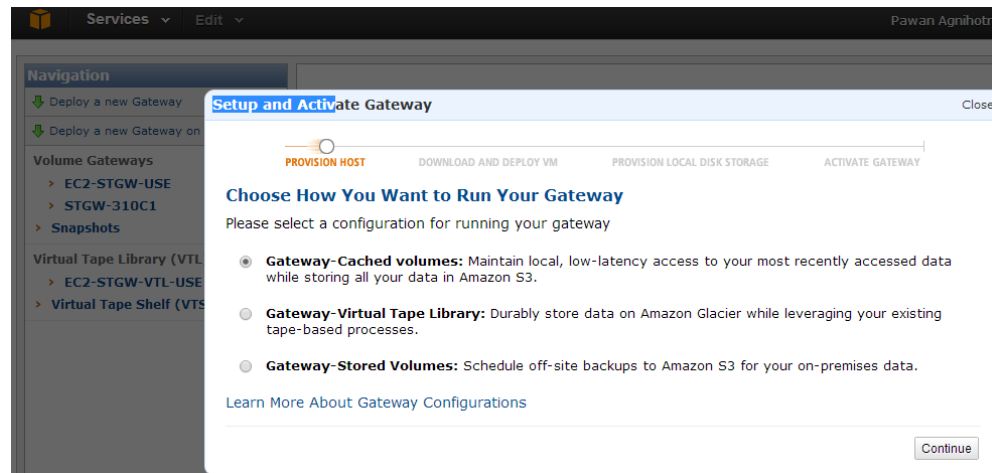 Services Edit Pawan Agnihotr
Navigation
Deploy a new Gateway
Deploy a new Gateway on
Volume Gateways
EC2-STGW-USE
STGW-310C1
Snapshots
Virtual Tape Library (VTL
EC2-STGW-VTL-USE
Virtual Tape Shelf (VTS
Setup and Activate Gateway Close
PROVISION HOST DOWNLOAD AND DEPLOY VM PROVISION LOCAL DISK STORAGE ACTIVATE GATEWAY
Choose How You Want to Run Your Gateway
Please select a configuration for running your gateway
Gateway-Cached volumes: Maintain local, low-latency access to your most recently accessed data
while storing all your data in Amazon S3.
Gateway-Virtual Tape Library: Durably store data on Amazon Glacier while leveraging your existing
tape-based processes.
Gateway-Stored Volumes: Schedule off-site backups to Amazon S3 for your on-premises data.
Learn More About Gateway Configurations
Continue